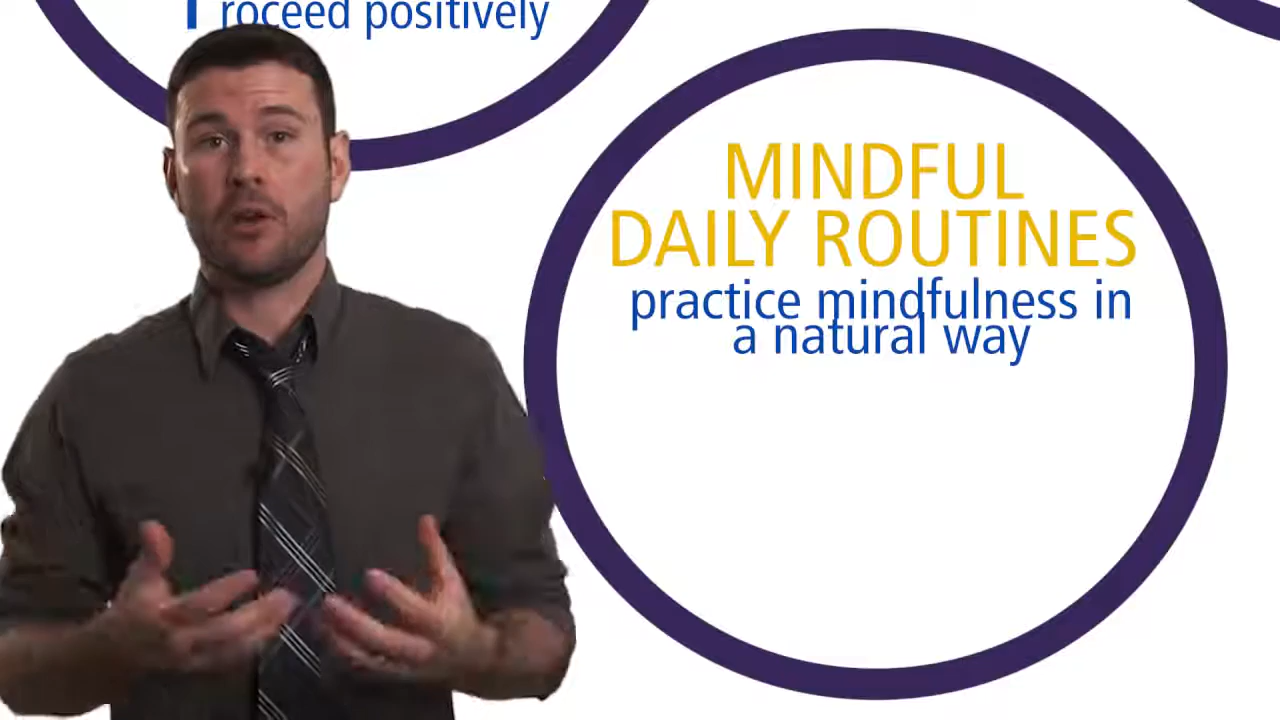 roceed positively
MINDFUL
DAILY ROUTINES
practice mindfulness in
a natural way